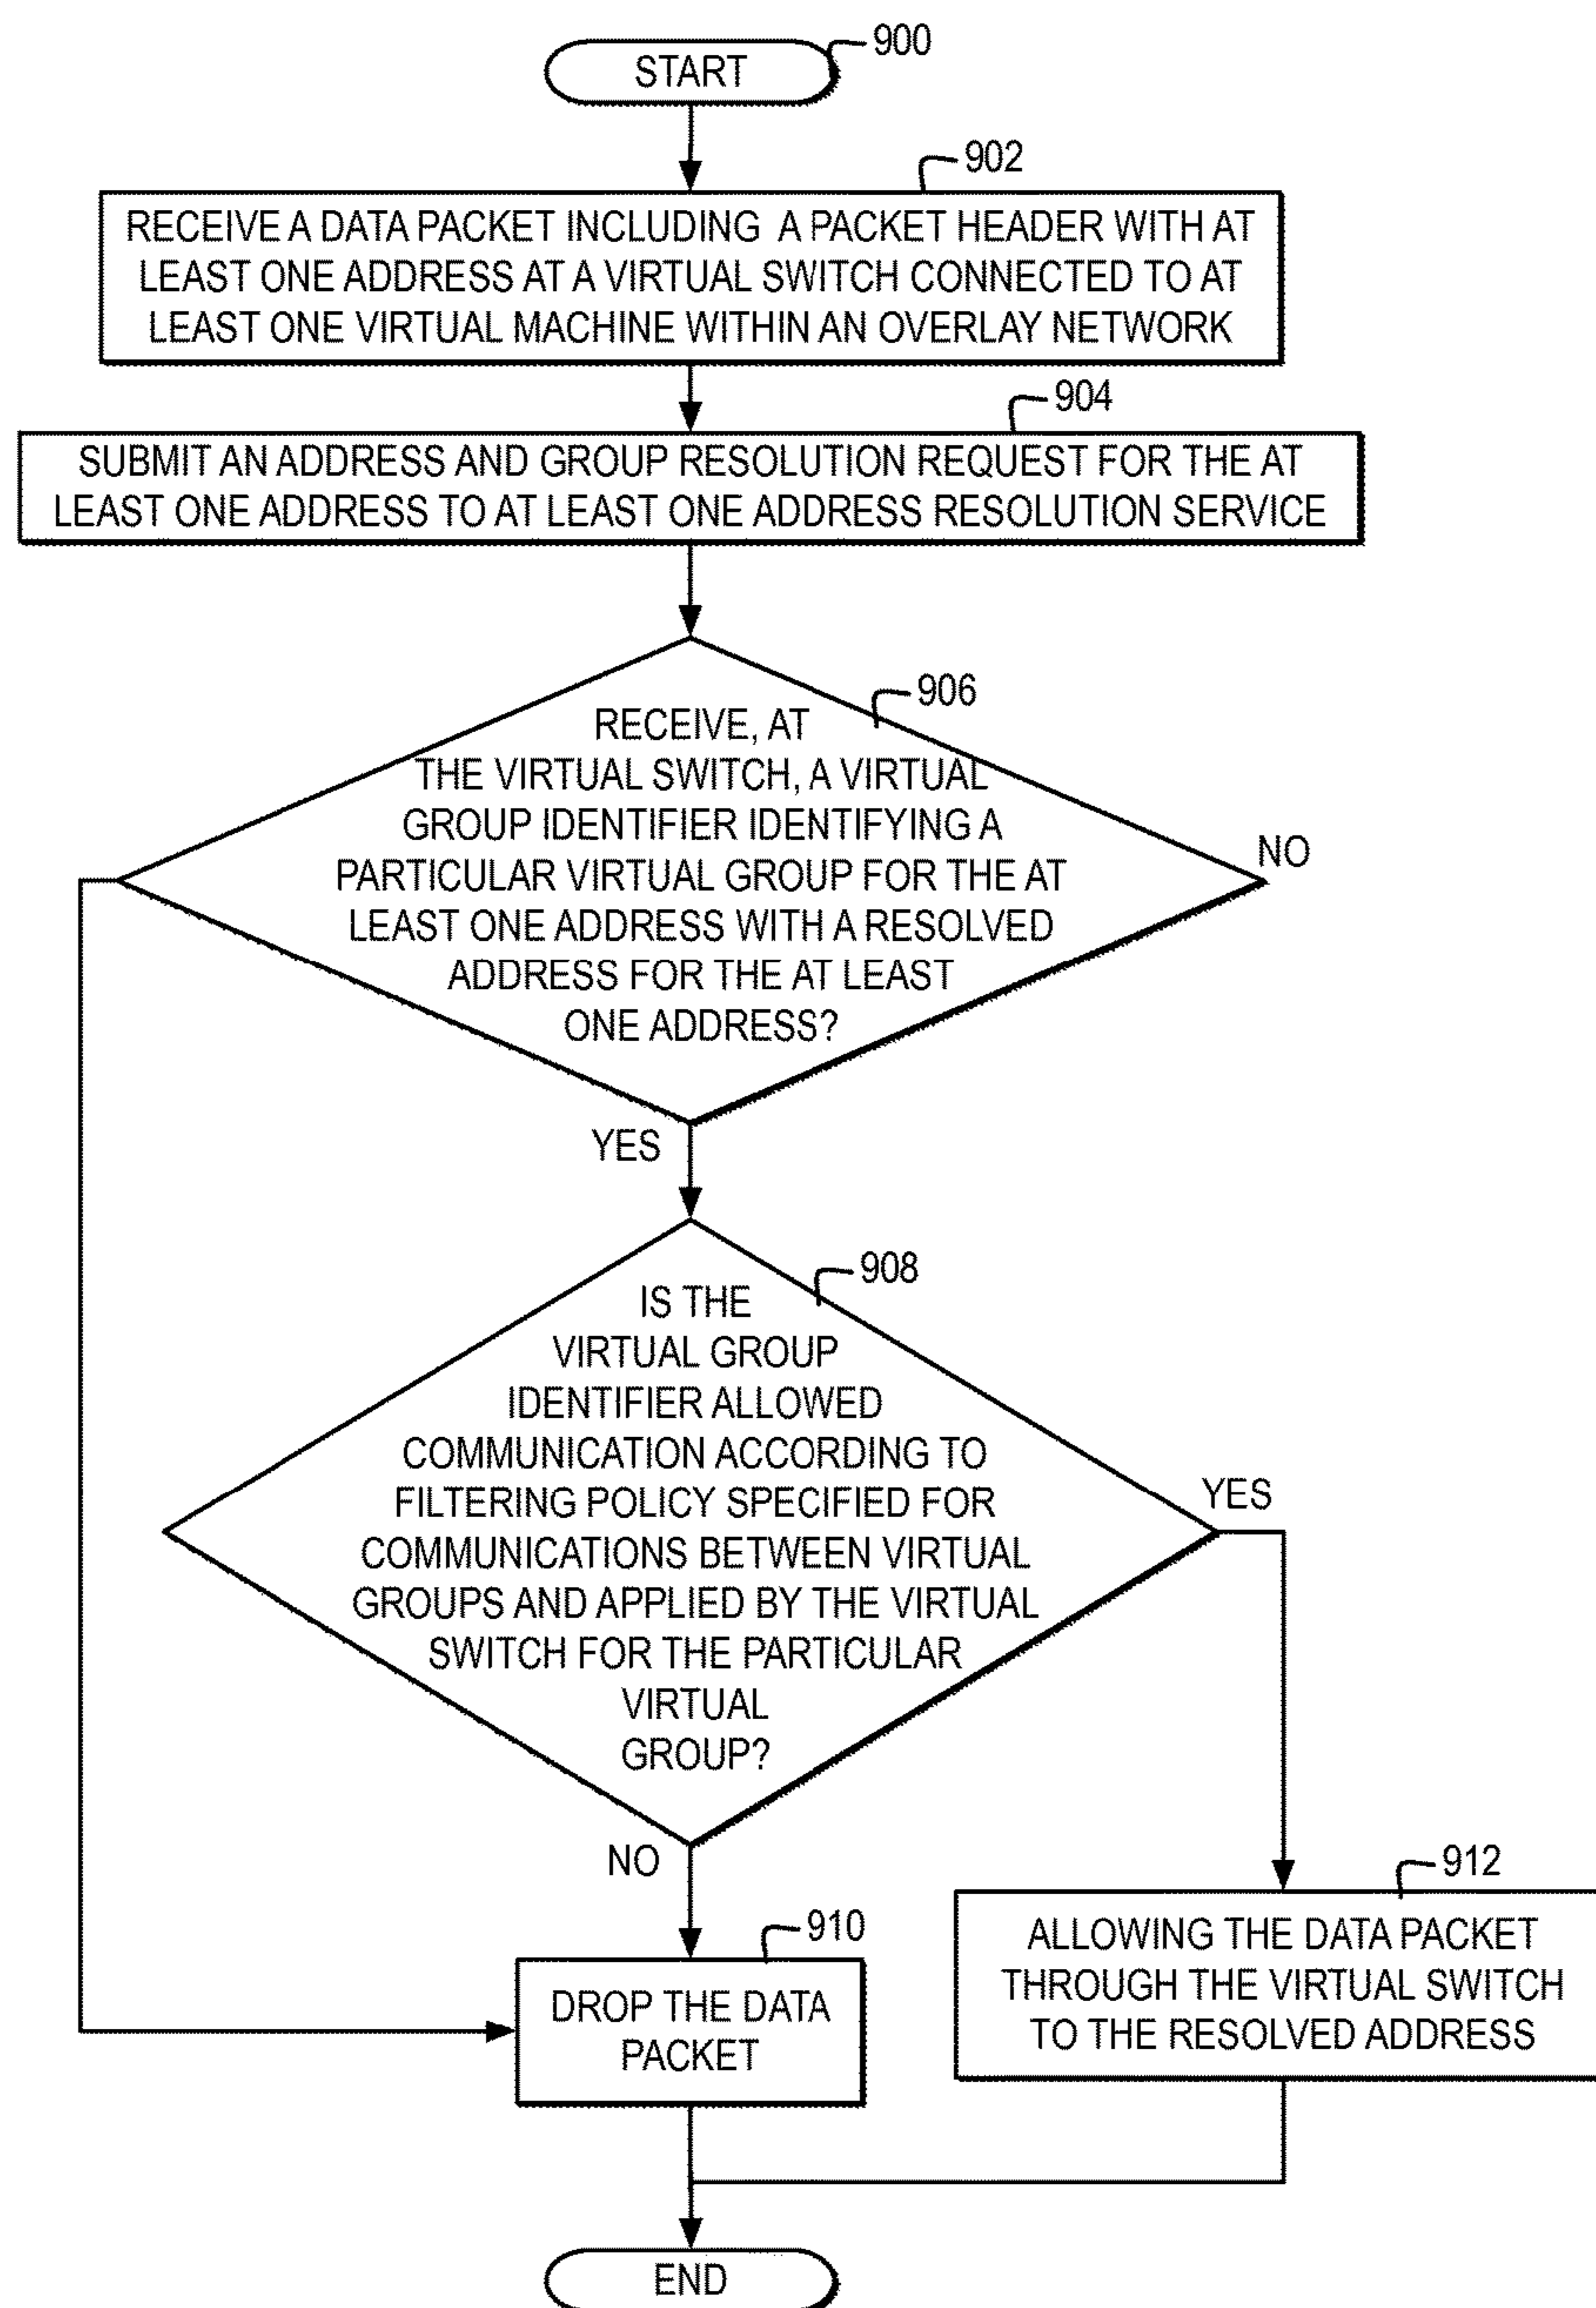 START
900
902
RECEIVE A DATA PACKET INCLUDING A PACKET HEADER WITH AT
LEAST ONE ADDRESS AT A VIRTUAL SWITCH CONNECTED TO AT
LEAST ONE VIRTUAL MACHINE WITHIN AN OVERLAY NETWORK
904
SUBMIT AN ADDRESS AND GROUP RESOLUTION REQUEST FOR THE AT
LEAST ONE ADDRESS TO AT LEAST ONE ADDRESS RESOLUTION SERVICE
906
RECEIVE, AT
THE VIRTUAL SWITCH, A VIRTUAL
GROUP IDENTIFIER IDENTIFYING A
PARTICULAR VIRTUAL GROUP FOR THE AT
LEAST ONE ADDRESS WITH A RESOLVED
ADDRESS FOR THE AT LEAST
ONE ADDRESS?
NO
YES
908
IS THE
VIRTUAL GROUP
IDENTIFIER ALLOWED
COMMUNICATION ACCORDING TO
FILTERING POLICY SPECIFIED FOR
COMMUNICATIONS BETWEEN VIRTUAL
GROUPS AND APPLIED BY THE VIRTUAL
SWITCH FOR THE PARTICULAR
VIRTUAL
GROUP?
YES
NO
910
DROP THE DATA
PACKET
912
ALLOWING THE DATA PACKET
THROUGH THE VIRTUAL SWITCH
TO THE RESOLVED ADDRESS
END